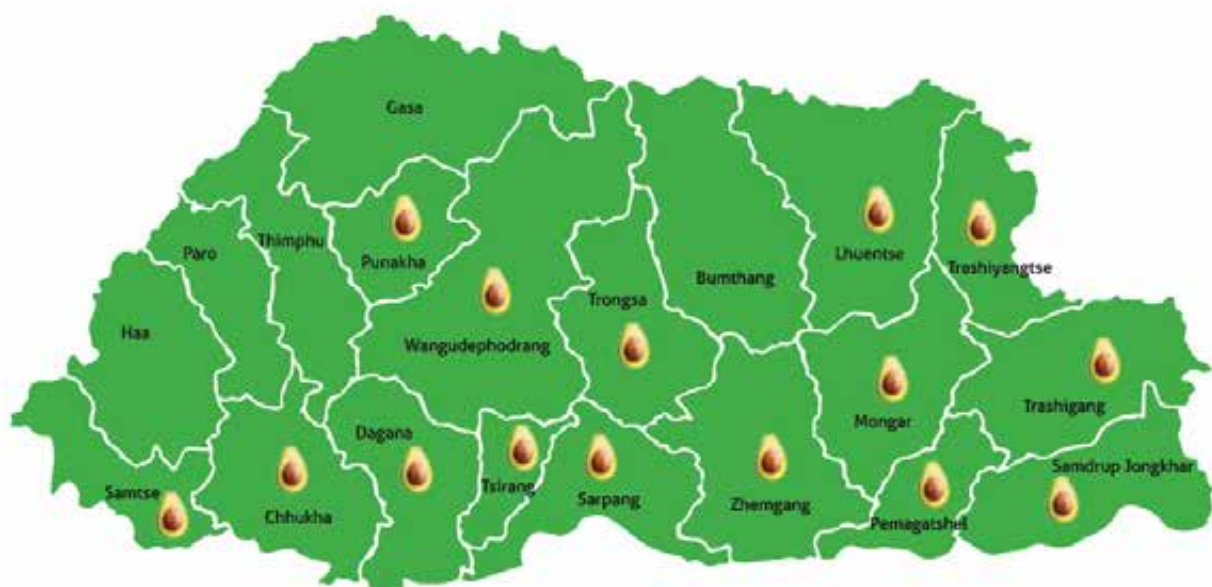 Gasa
Thimphu
Paro
Punakha
Lhuentse
Trashiyangtse
Bumthang
Trongsa
Haa
Wangudephodrang
Trashigang
Mongar
Dagana
Samdrup Jongkhar
Tsirang
Samtse
Sarpang
Zhemgang
Chhukha
Pemagatshel